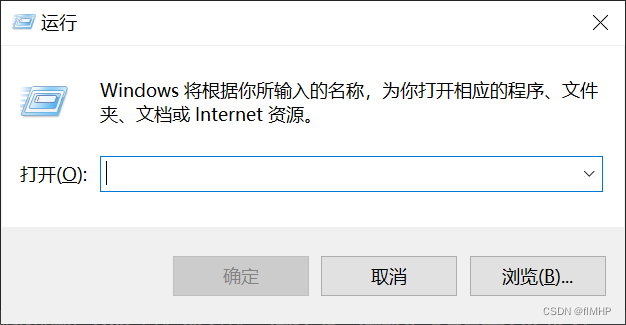 运行
Windows 将根据你所输入的名称，为你打开相应的程序、文件
夹、文档或 Internet 资源。
打开(O):
确定 取消 浏览(B)...
CSDN @flMHP